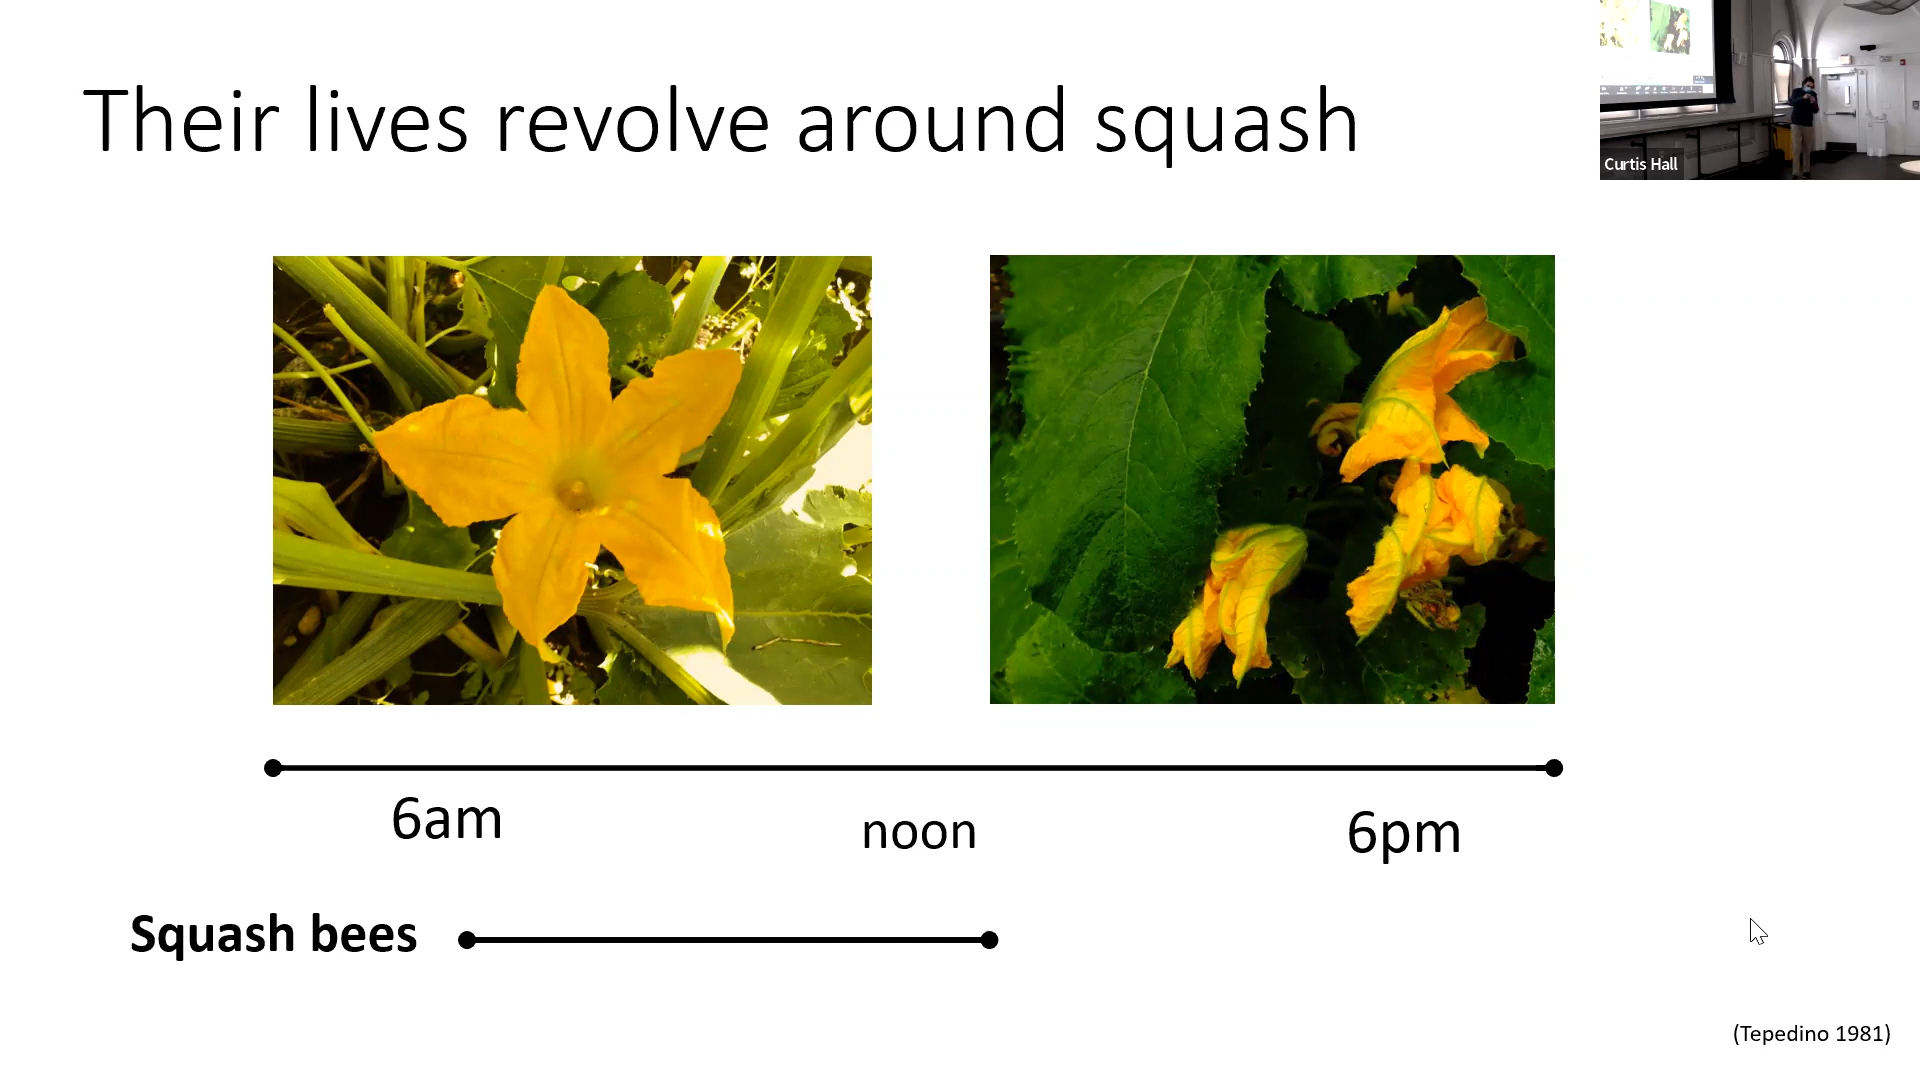 Their lives revolve around squash
Curtis Hall
6am
noon
6pm
Squash bees
(Tepedino 1981)